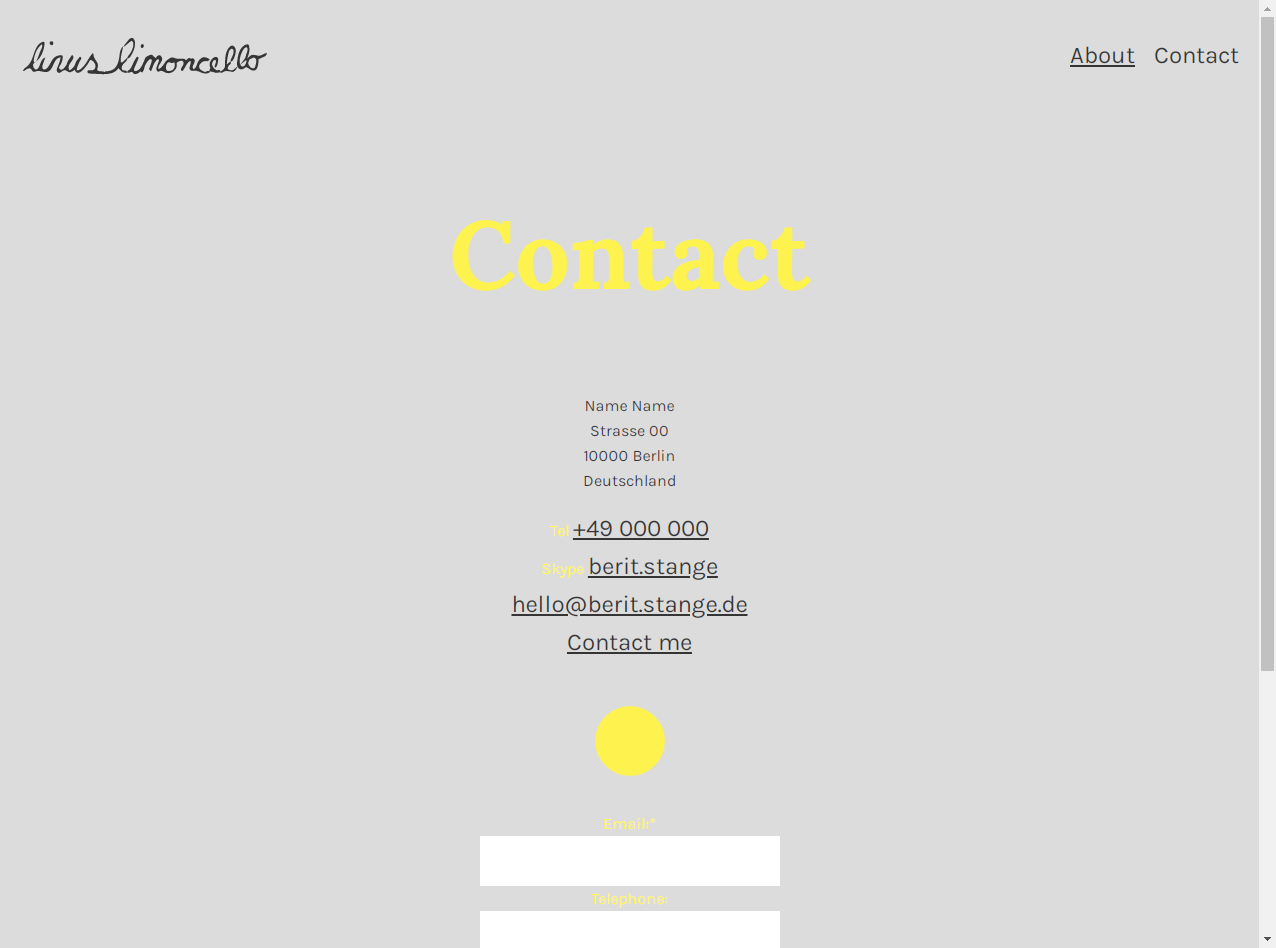 linus limoncello
About Contact
Contact
Name Name
Strasse 00
10000 Berlin
Deutschland
Tel +49 000 000
Skype berit.stange
hello@berit.stange.de
Contact me
Email:*
Telephone: